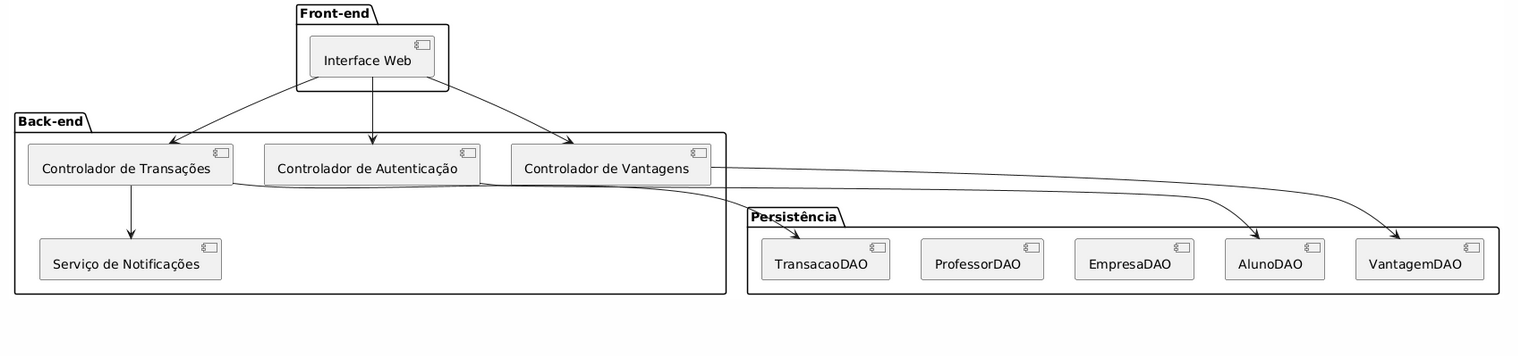 Front-end
Interface Web
Back-end
Controlador de Transações
Controlador de Autenticação
Controlador de Vantagens
Serviço de Notificações
Persistência
TransacaoDAO
ProfessorDAO
EmpresaDAO
AlunoDAO
VantagemDAO